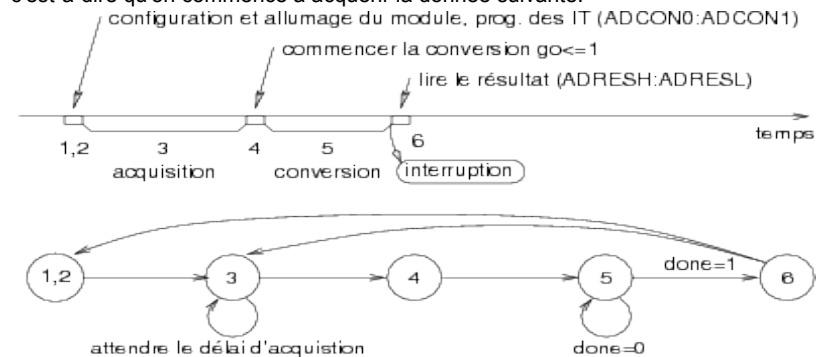 c'est à dire qu'on commence à acquérir la donnée suivante.
configuration et allumage du module, prog. des IT (ADCON0:ADCON1)
commencer la conversion go<=1
lire le résultat (ADRESH:ADRESL)
temps
1,2 3 4 5 6
acquisition conversion interruption
1,2 3 4 5 done=1 6
attendre le délai d'acquistion done=0